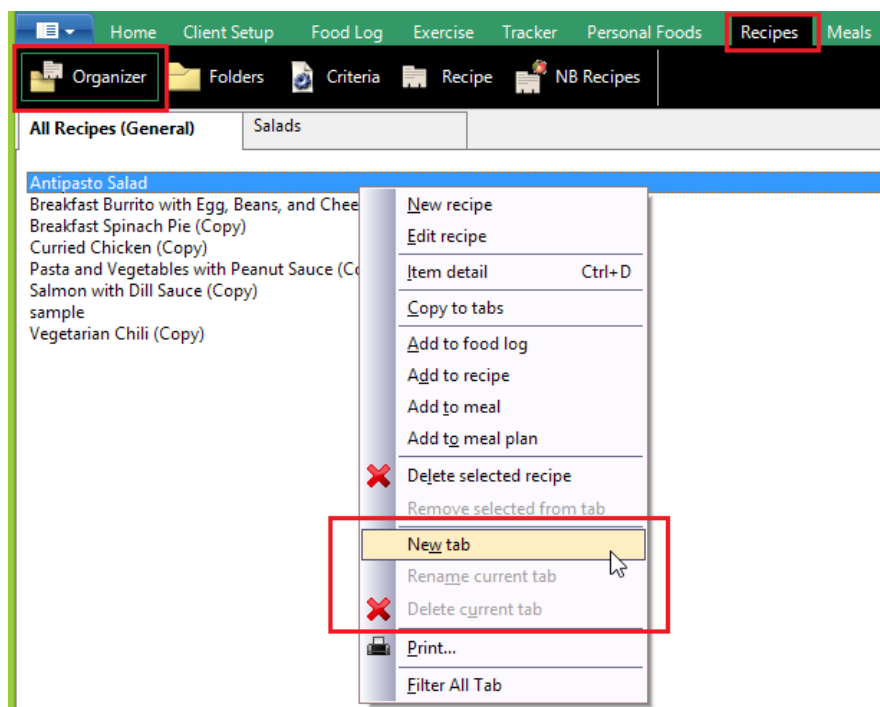 Home Client Setup Food Log Exercise Tracker Personal Foods Recipes Meals
Organizer Folders Criteria Recipe NB Recipes
All Recipes (General) Salads
Antipasto Salad
Breakfast Burrito with Egg, Beans, and Chee
Breakfast Spinach Pie (Copy)
Curried Chicken (Copy)
Pasta and Vegetables with Peanut Sauce (Co
Salmon with Dill Sauce (Copy)
sample
Vegetarian Chili (Copy)
New recipe
Edit recipe
Item detail Ctrl+D
Copy to tabs
Add to food log
Add to recipe
Add to meal
Add to meal plan
Delete selected recipe
Remove selected from tab
New tab
Rename current tab
Delete current tab
Print...
Filter All Tab